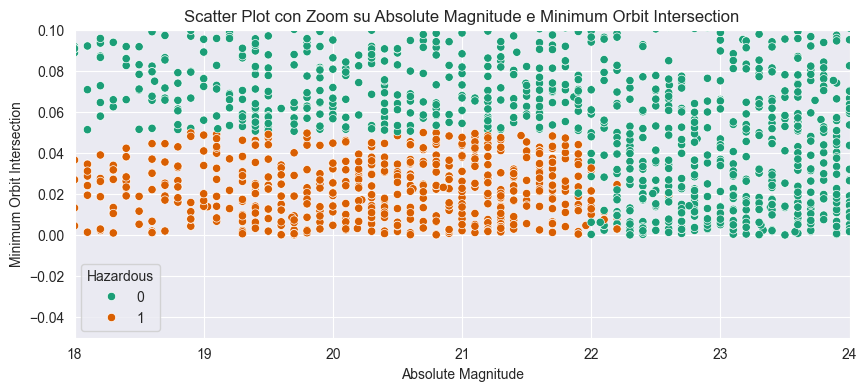 Scatter Plot con Zoom su Absolute Magnitude e Minimum Orbit Intersection
Minimum Orbit Intersection
0.10
0.08
0.06
0.04
0.02
0.00
−0.02
−0.04
Hazardous
0
1
18 19 20 21 22 23 24
Absolute Magnitude